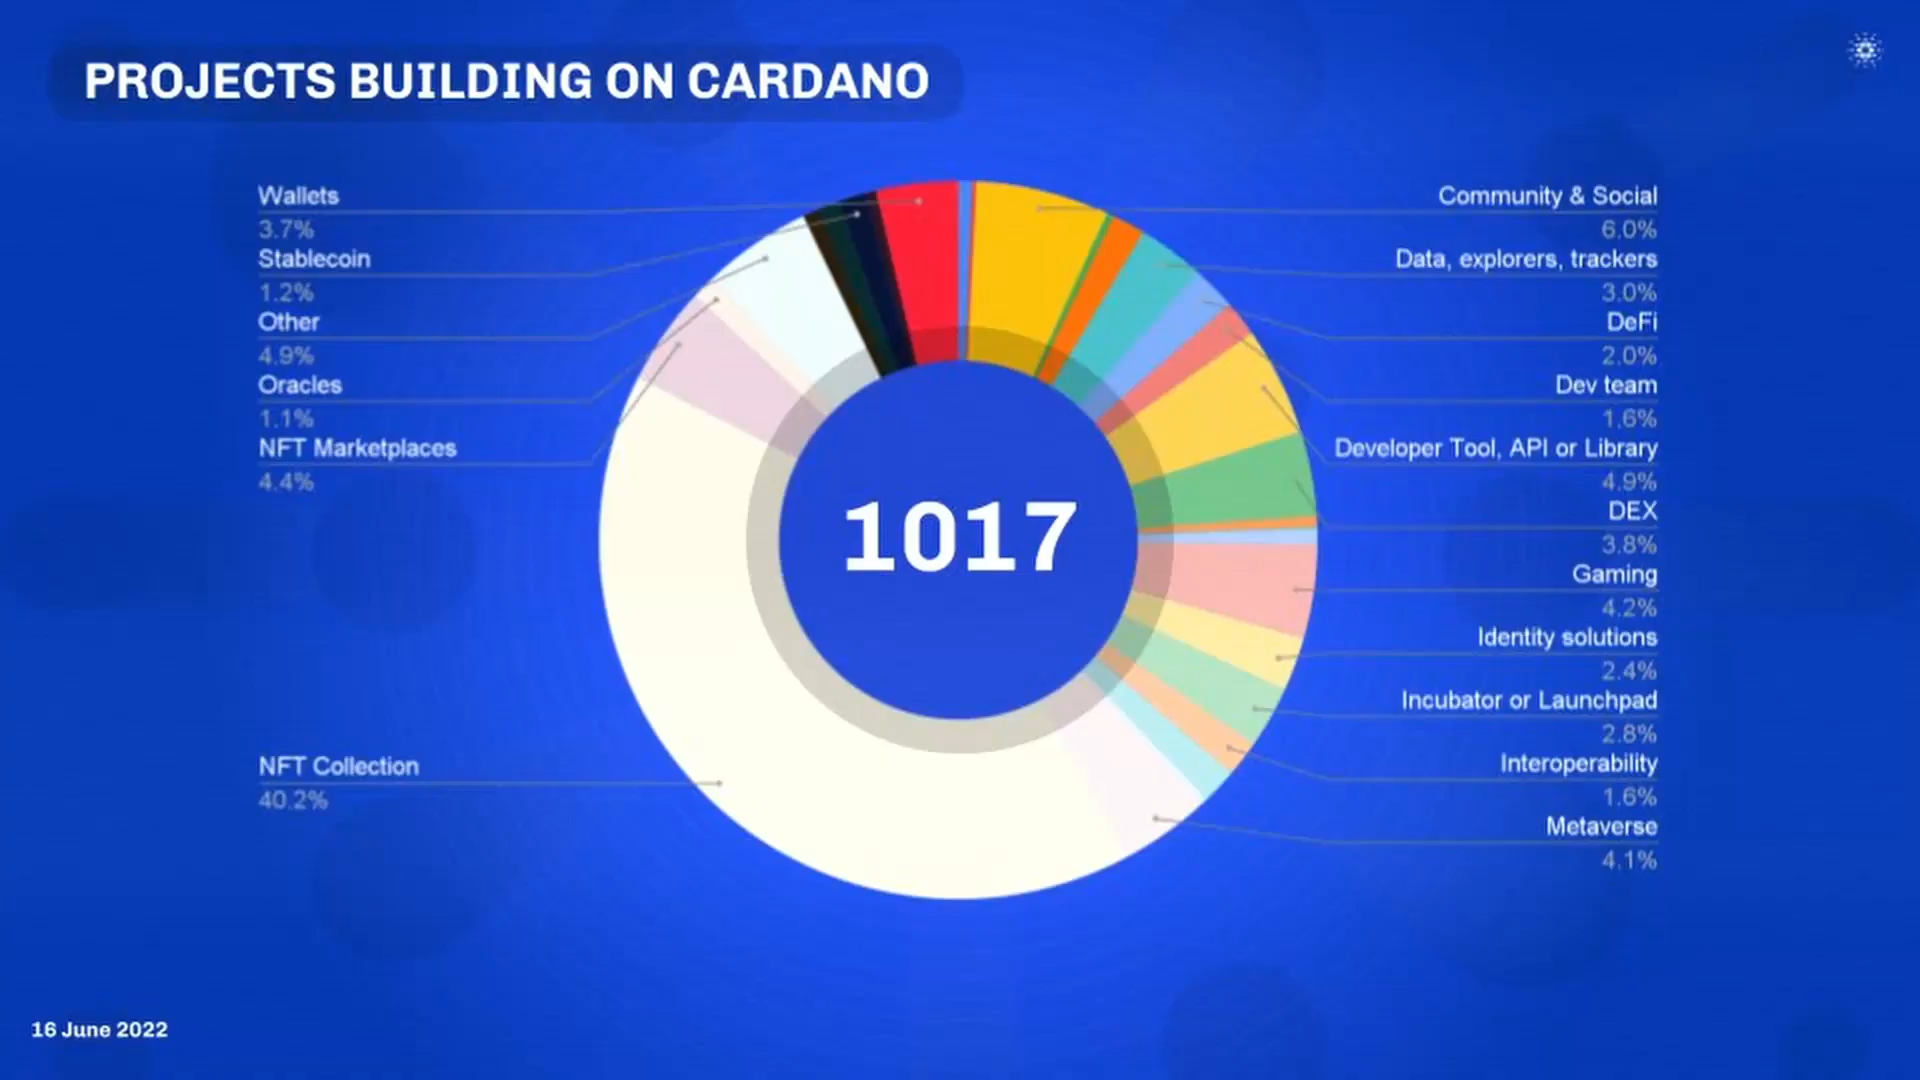 PROJECTS BUILDING ON CARDANO
Wallets
3.7%
Stablecoin
1.2%
Other
4.9%
Oracles
1.1%
NFT Marketplaces
4.4%
NFT Collection
40.2%
1017
Community & Social
6.0%
Data, explorers, trackers
3.0%
DeFi
2.0%
Dev team
1.6%
Developer Tool, API or Library
4.9%
DEX
3.8%
Gaming
4.2%
Identity solutions
2.4%
Incubator or Launchpad
2.8%
Interoperability
1.6%
Metaverse
4.1%
16 June 2022